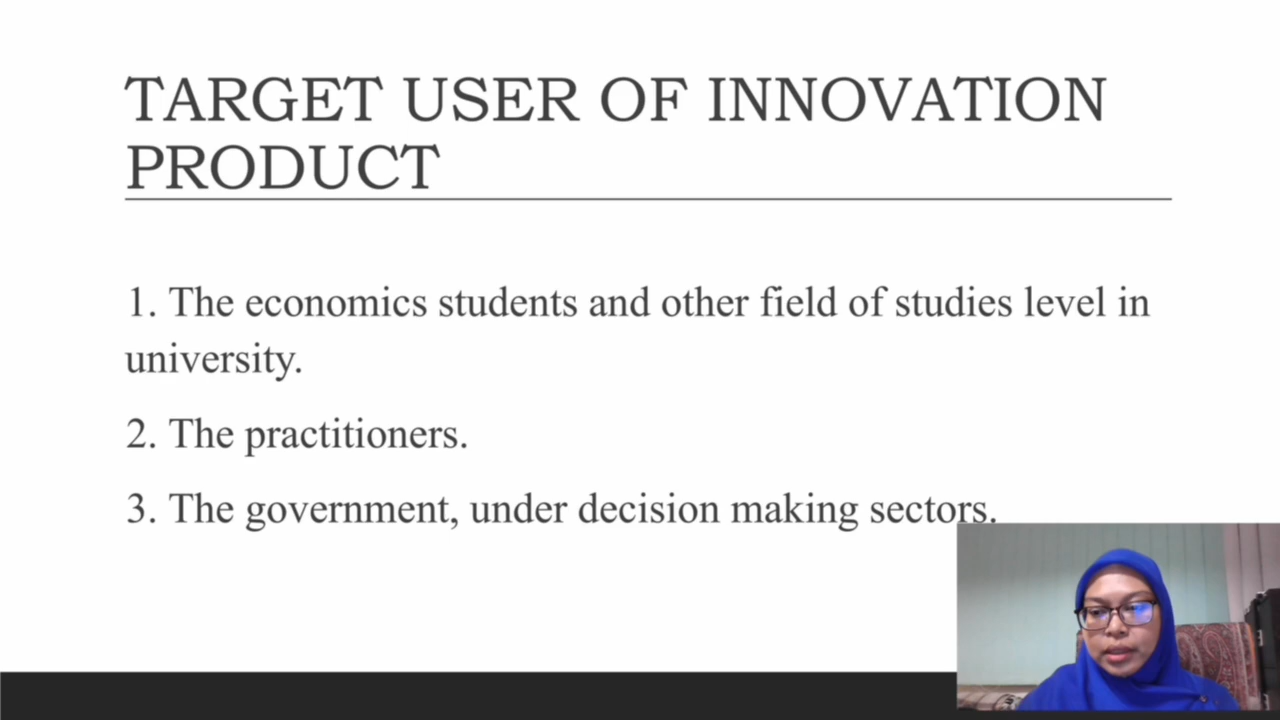 TARGET USER OF INNOVATION
PRODUCT
1. The economics students and other field of studies level in
university.
2. The practitioners.
3. The government, under decision making sectors.